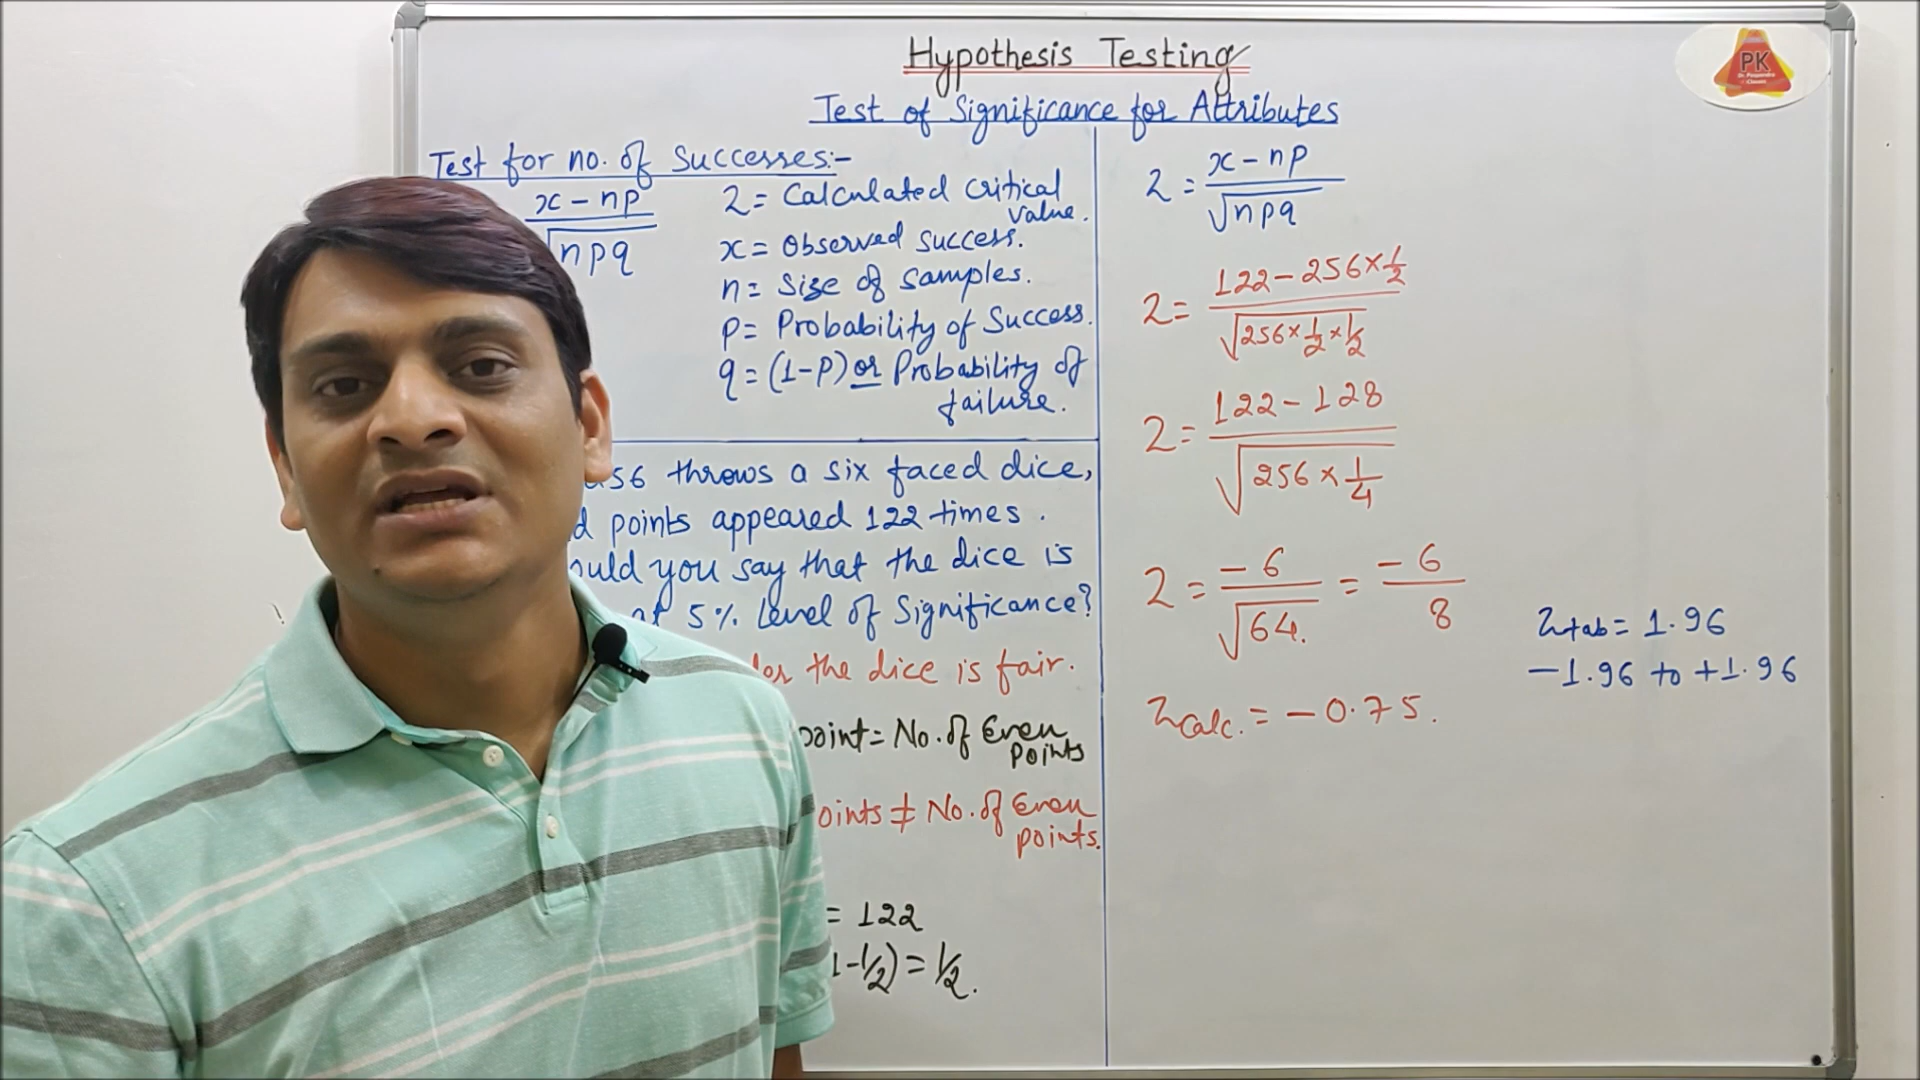 Hypothesis Testing
Test of Significance for Attributes
PK
Classes
Test for no. of Successes:-
x - np
√npq
Z = Calculated critical value.
x = Observed success.
n = Size of samples.
p = Probability of Success.
q = (1-P) or Probability of failure.
256 throws a six faced dice,
points appeared 122 times.
you say that the dice is
at 5% Level of Significance?
the dice is fair.
point = No. of Even Points
points ≠ No. of Even points.
= 122
1-1/2) = 1/2.
Z = x - np / √npq
Z = 122 - 256 × 1/2 / √256 × 1/2 × 1/2
Z = 122 - 128 / √256 × 1/4
Z = -6 / √64. = -6 / 8
Zcalc. = -0.75.
Ztab = 1.96
-1.96 to +1.96